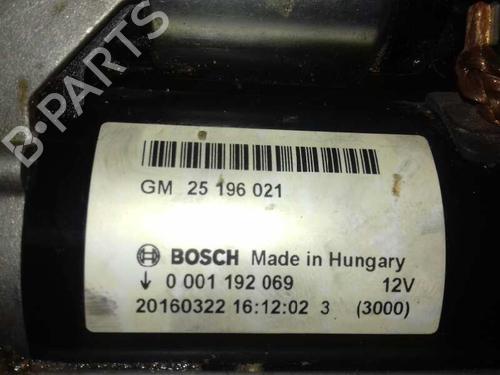 B-PARTS
GM 25 196 021
BOSCH Made in Hungary
↓ 0 001 192 069 12V
20160322 16:12:02 3 (3000)